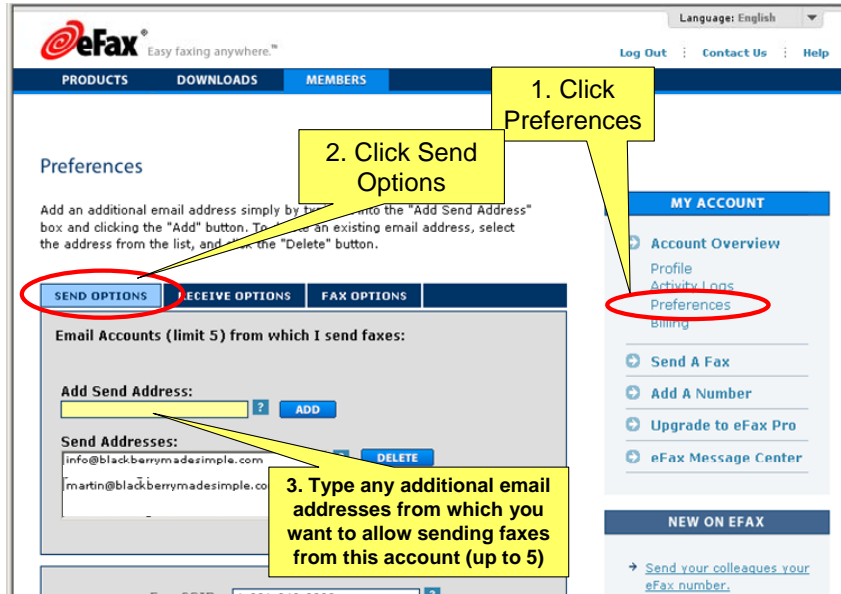 Language: English
eFax® Easy faxing anywhere.™
Log Out Contact Us Help
PRODUCTS DOWNLOADS MEMBERS
1. Click
Preferences
2. Click Send
Options
Preferences
Add an additional email address simply by into the "Add Send Address"
box and clicking the "Add" button. To an existing email address, select
the address from the list, and click the "Delete" button.
SEND OPTIONS RECEIVE OPTIONS FAX OPTIONS
Email Accounts (limit 5) from which I send faxes:
Add Send Address:
? ADD
Send Addresses:
? DELETE
info@blackberrymadesimple.com
martin@blackberrymadesimple.co
3. Type any additional email
addresses from which you
want to allow sending faxes
from this account (up to 5)
MY ACCOUNT
Account Overview
Profile
Activity Logs
Preferences
Billing
Send A Fax
Add A Number
Upgrade to eFax Pro
eFax Message Center
NEW ON EFAX
Send your colleagues your
eFax number.